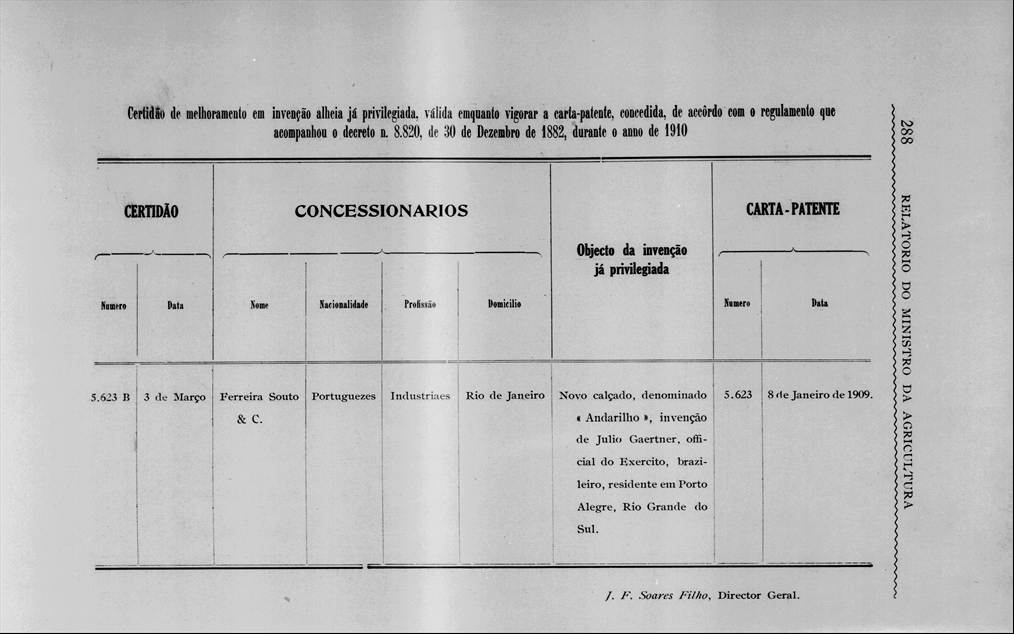 Certidão de melhoramento em invenção alheia já privilegiada, válida emquanto vigorar a carta-patente, concedida, de accôrdo com o regulamento que
acompanhou o decreto n. 8.820, de 30 de Dezembro de 1882, durante o anno de 1910
CERTIDÃO
CONCESSIONARIOS
Objecto da invenção
já privilegiada
CARTA-PATENTE
Numero
Data
Nome
Nacionalidade
Profissão
Domicilio
Numero
Data
5.623 B
3 de Março
Ferreira Souto
& C.
Portuguezes
Industriaes
Rio de Janeiro
Novo calçado, denominado
« Andarilho », invenção
de Julio Gaertner, offi-
cial do Exercito, brazi-
leiro, residente em Porto
Alegre, Rio Grande do
Sul.
5.623
8 de Janeiro de 1909.
J. F. Soares Filho, Director Geral.
288 RELATORIO DO MINISTRO DA AGRICULTURA